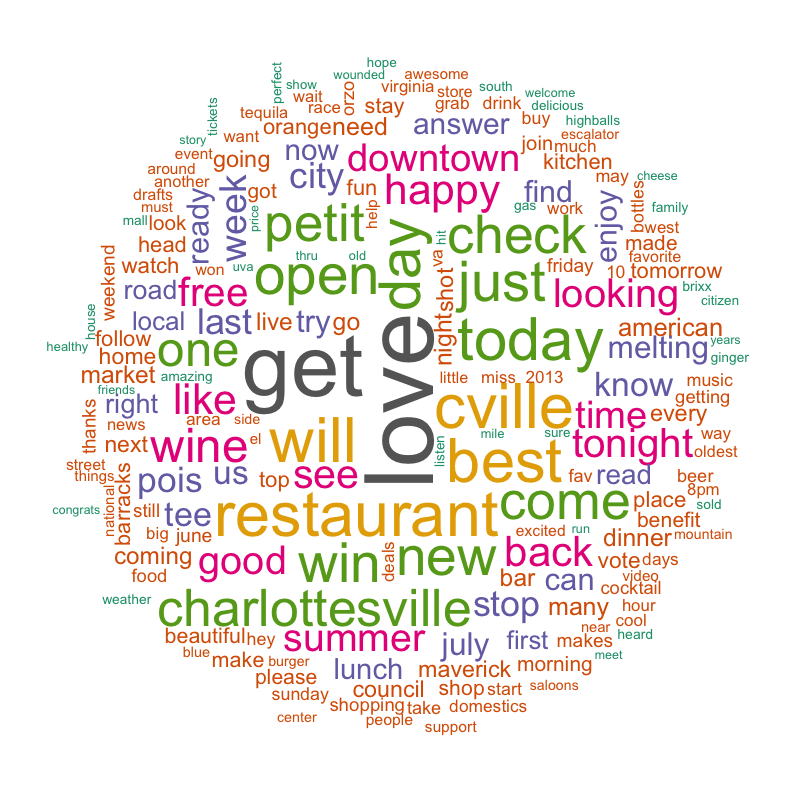 hope
wounded
awesome
perfect
show
virginia
south
wait
race
orzo
store
welcome
tickets
tequila
stay
grab
drink
delicious
want
orange
need
answer
buy
highballs
story
now
join
much
escalator
event
going
downtown
kitchen
around
city
may
cheese
another
week
got
fun
happy
find
bottles
family
drafts
ready
price
help
gas
work
enjoy
must
mall
look
petit
day
check
bwest
head
uva
won
thru
old
hit
va
made
favorite
weekend
watch
open
shot
just
friday
10
tomorrow
road
free
looking
brixx
citizen
house
local
last
live
try
go
night
today
american
follow
home
one
get
love
melting
years
healthy
market
amazing
little
miss
2013
know
ginger
music
friends
right
like
cville
time
every
getting
thanks
news
area
side
will
tonight
way
next
wine
el
listen
mile
sure
best
oldest
street
things
pois
us
top
see
fav
read
beer
8pm
national
barracks
still
tee
restaurant
come
place
sold
congrats
big
june
excited
run
benefit
mountain
coming
good
win
deals
new
back
dinner
vote
days
food
bar
can
video
cocktail
weather
charlottesville
stop
many
hour
cool
beautiful
hey
summer
july
first
near
makes
heard
blue
make
burger
lunch
maverick
morning
meet
please
sunday
council
shop
start
saloons
shopping
take
domestics
center
people
support